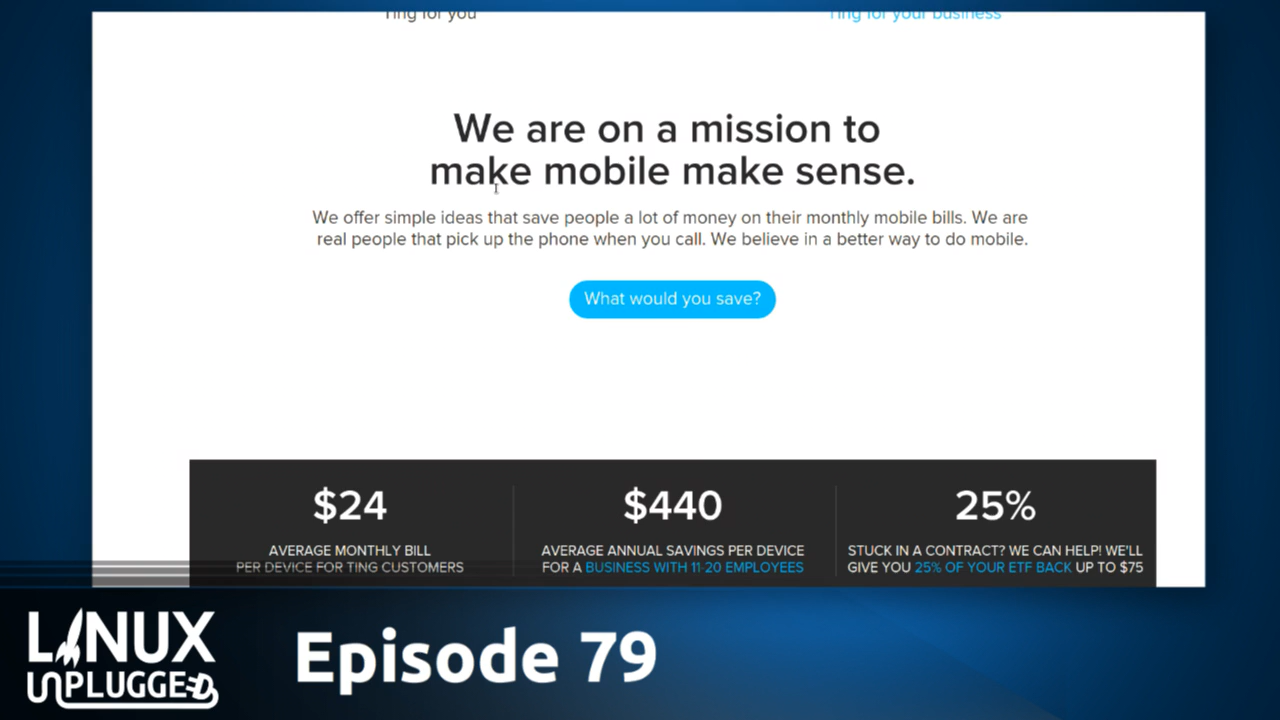 Ting for you
Ting for your business
We are on a mission to
make mobile make sense.
We offer simple ideas that save people a lot of money on their monthly mobile bills. We are
real people that pick up the phone when you call. We believe in a better way to do mobile.
What would you save?
$24
AVERAGE MONTHLY BILL
PER DEVICE FOR TING CUSTOMERS
$440
AVERAGE ANNUAL SAVINGS PER DEVICE
FOR A BUSINESS WITH 11-20 EMPLOYEES
25%
STUCK IN A CONTRACT? WE CAN HELP! WE'LL
GIVE YOU 25% OF YOUR ETF BACK UP TO $75
LINUX
UNPLUGGED
Episode 79